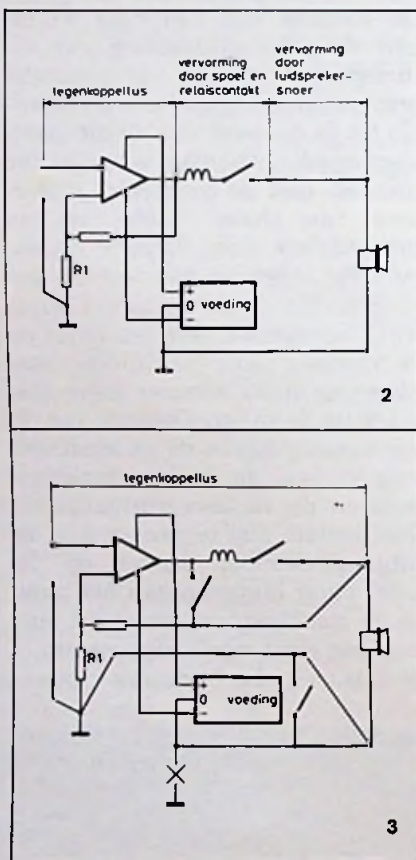 tegenkoppellus
vervorming
door spoel en
relaiscontakt
vervorming
door
luidspreker-
snoer
R1
+
0
-
voeding
2
tegenkoppellus
R1
+
0
-
voeding
3